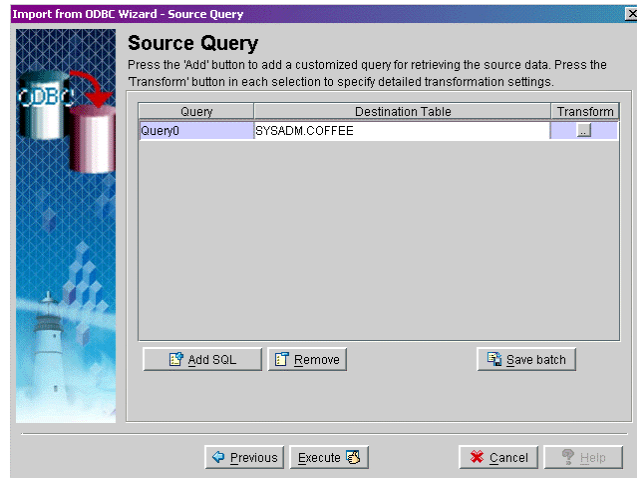 Import from ODBC Wizard - Source Query
Source Query
Press the 'Add' button to add a customized query for retrieving the source data. Press the
'Transform' button in each selection to specify detailed transformation settings.
ODBC
Query Destination Table Transform
Query0 SYSADM.COFFEE ..
Add SQL Remove Save batch
Previous Execute Cancel Help